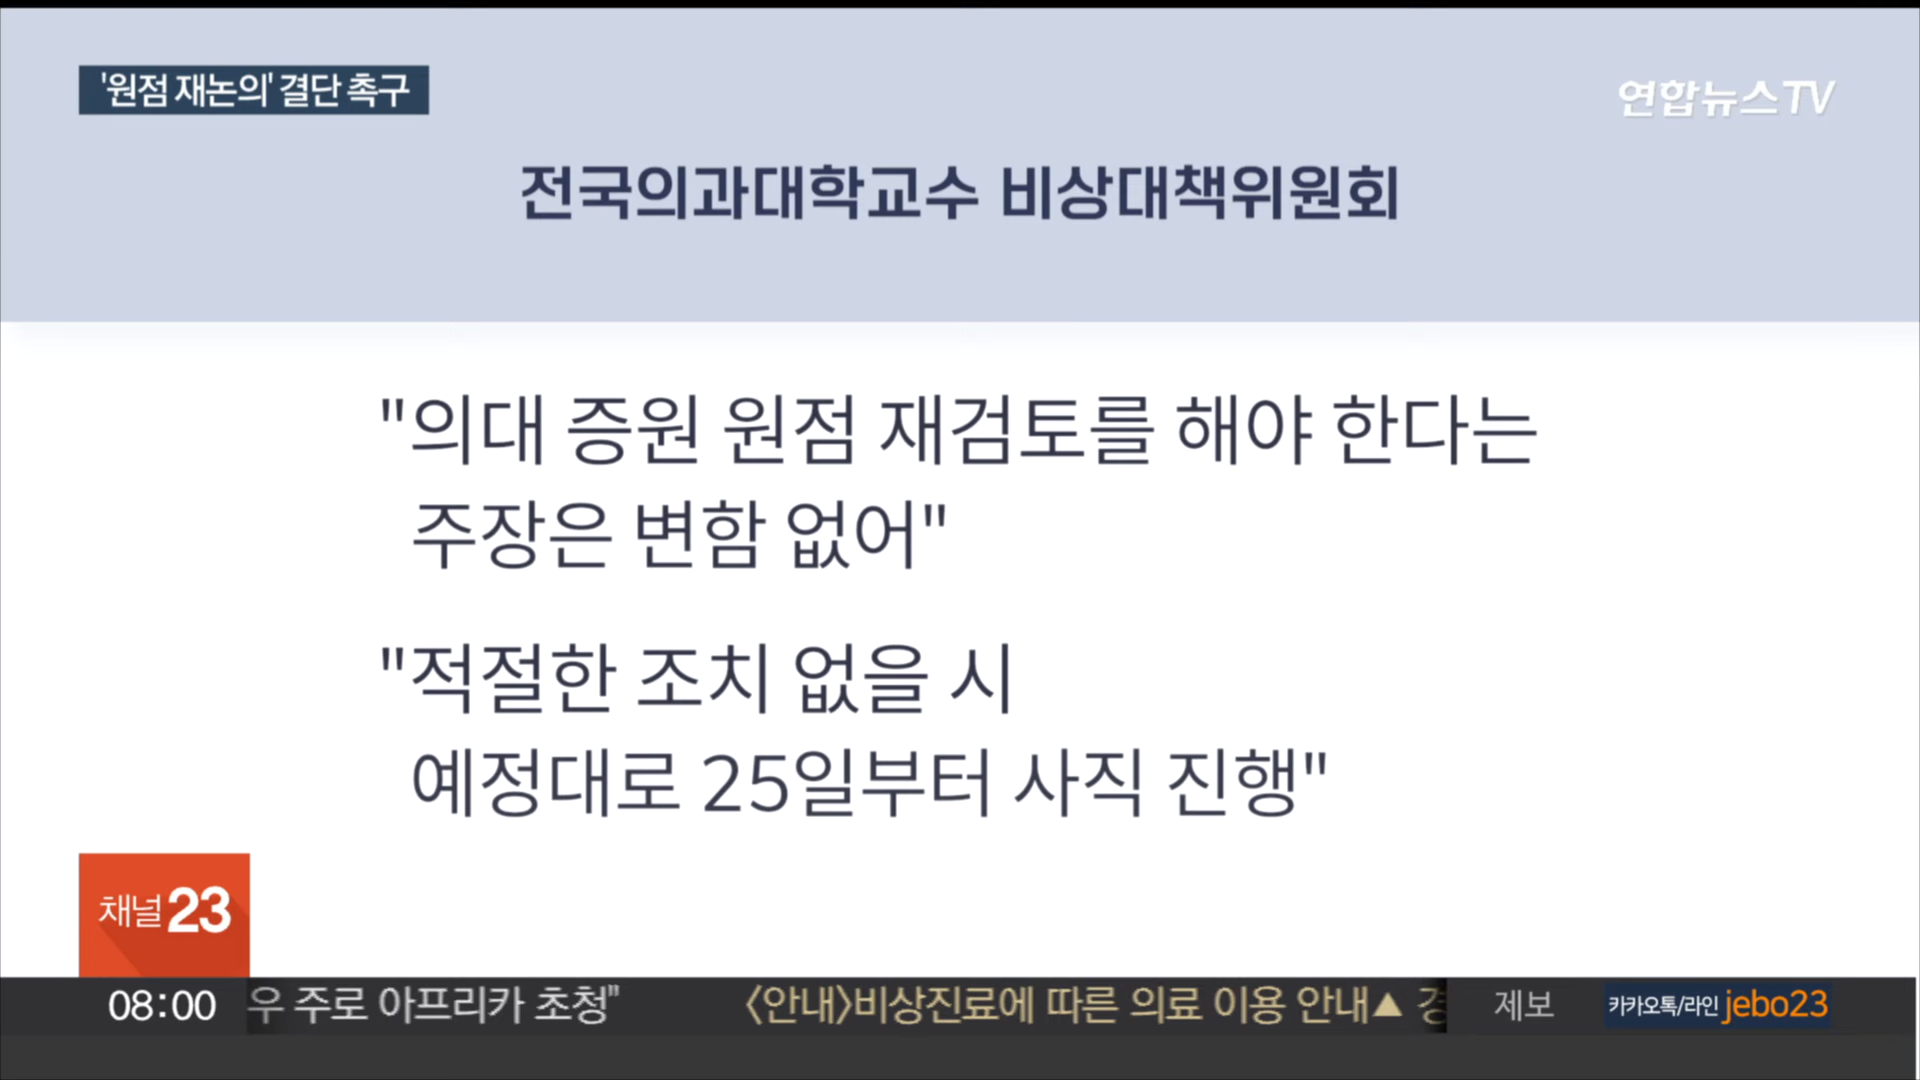 '원점 재논의' 결단 촉구
연합뉴스TV
전국의과대학교수 비상대책위원회
"의대 증원 원점 재검토를 해야 한다는
주장은 변함 없어"
"적절한 조치 없을 시
예정대로 25일부터 사직 진행"
채널23
08:00 우 주로 아프리카 초청" 〈안내〉비상진료에 따른 의료 이용 안내▲ 제보 카카오톡/라인 jebo23